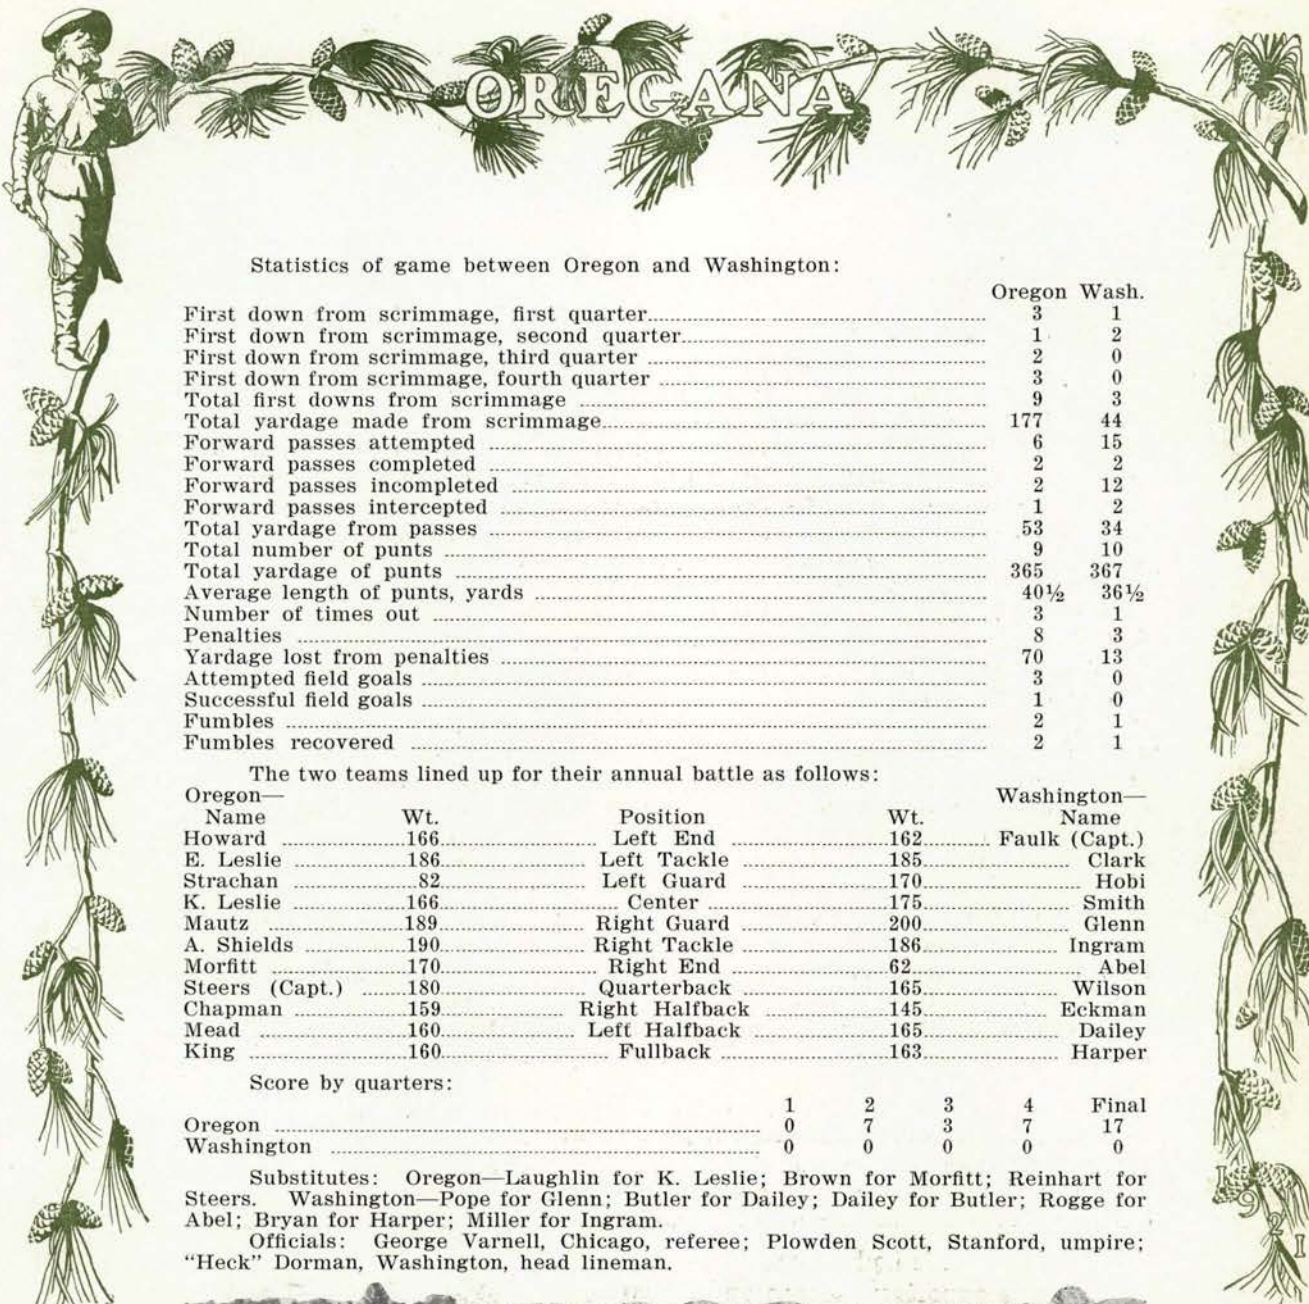 OREGANA
Statistics of game between Oregon and Washington:
Oregon Wash.
First down from scrimmage, first quarter 3 1
First down from scrimmage, second quarter 1 2
First down from scrimmage, third quarter 2 0
First down from scrimmage, fourth quarter 3 0
Total first downs from scrimmage 9 3
Total yardage made from scrimmage 177 44
Forward passes attempted 6 15
Forward passes completed 2 2
Forward passes incompleted 2 12
Forward passes intercepted 1 2
Total yardage from passes 53 34
Total number of punts 9 10
Total yardage of punts 365 367
Average length of punts, yards 40½ 36½
Number of times out 3 1
Penalties 8 3
Yardage lost from penalties 70 13
Attempted field goals 3 0
Successful field goals 1 0
Fumbles 2 1
Fumbles recovered 2 1
The two teams lined up for their annual battle as follows:
Oregon— Washington—
Name Wt. Position Wt. Name
Howard 166 Left End 162 Faulk (Capt.)
E. Leslie 186 Left Tackle 185 Clark
Strachan 82 Left Guard 170 Hobi
K. Leslie 166 Center 175 Smith
Mautz 189 Right Guard 200 Glenn
A. Shields 190 Right Tackle 186 Ingram
Morfitt 170 Right End 62 Abel
Steers (Capt.) 180 Quarterback 165 Wilson
Chapman 159 Right Halfback 145 Eckman
Mead 160 Left Halfback 165 Dailey
King 160 Fullback 163 Harper
Score by quarters:
1 2 3 4 Final
Oregon 0 7 3 7 17
Washington 0 0 0 0 0
Substitutes: Oregon—Laughlin for K. Leslie; Brown for Morfitt; Reinhart for
Steers. Washington—Pope for Glenn; Butler for Dailey; Dailey for Butler; Rogge for
Abel; Bryan for Harper; Miller for Ingram.
Officials: George Varnell, Chicago, referee; Plowden Scott, Stanford, umpire;
"Heck" Dorman, Washington, head lineman.
1921